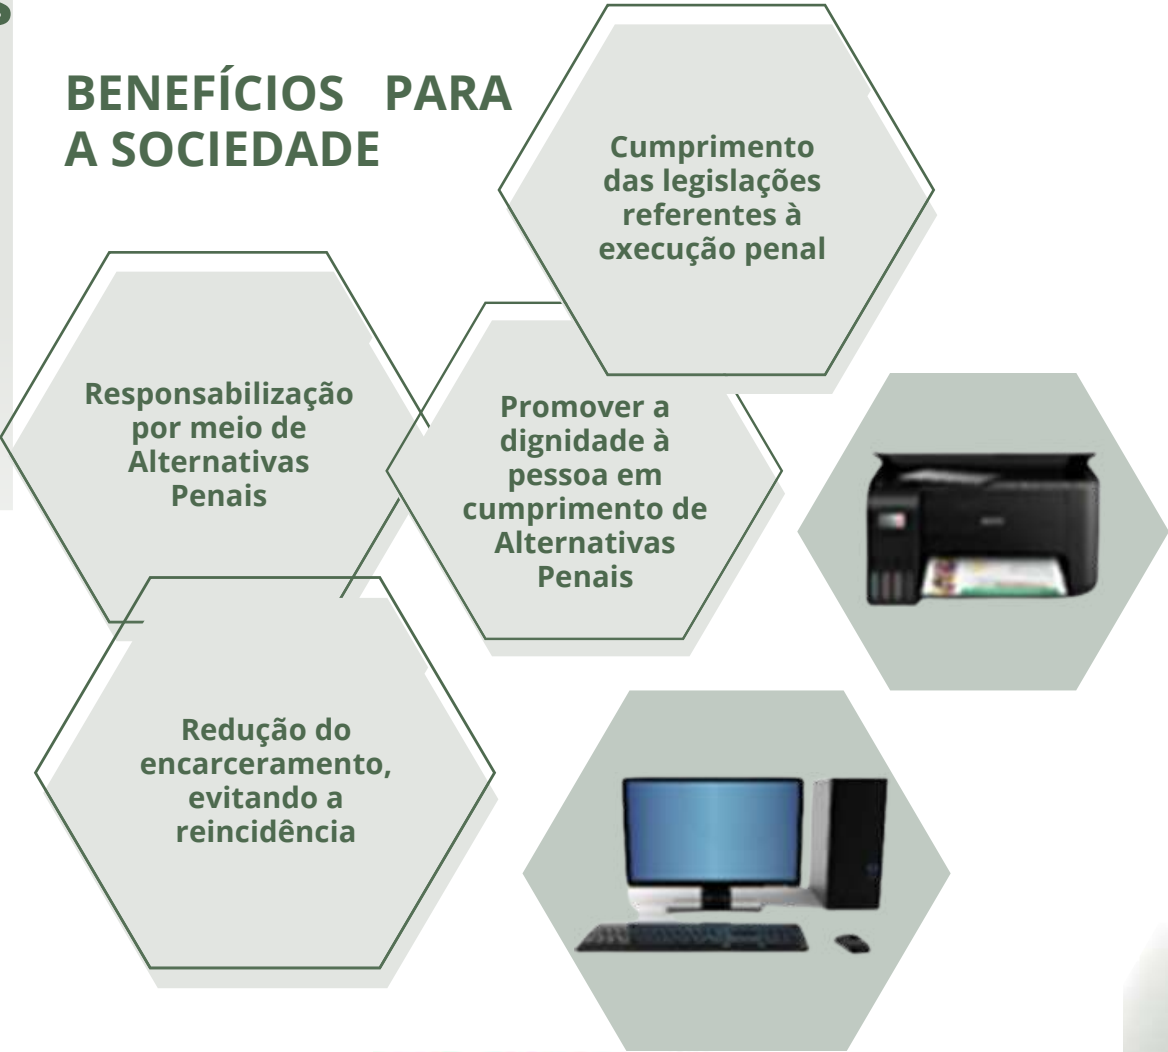 BENEFÍCIOS PARA
A SOCIEDADE
Cumprimento
das legislações
referentes à
execução penal
Responsabilização
por meio de
Alternativas
Penais
Promover a
dignidade à
pessoa em
cumprimento de
Alternativas
Penais
Redução do
encarceramento,
evitando a
reincidência